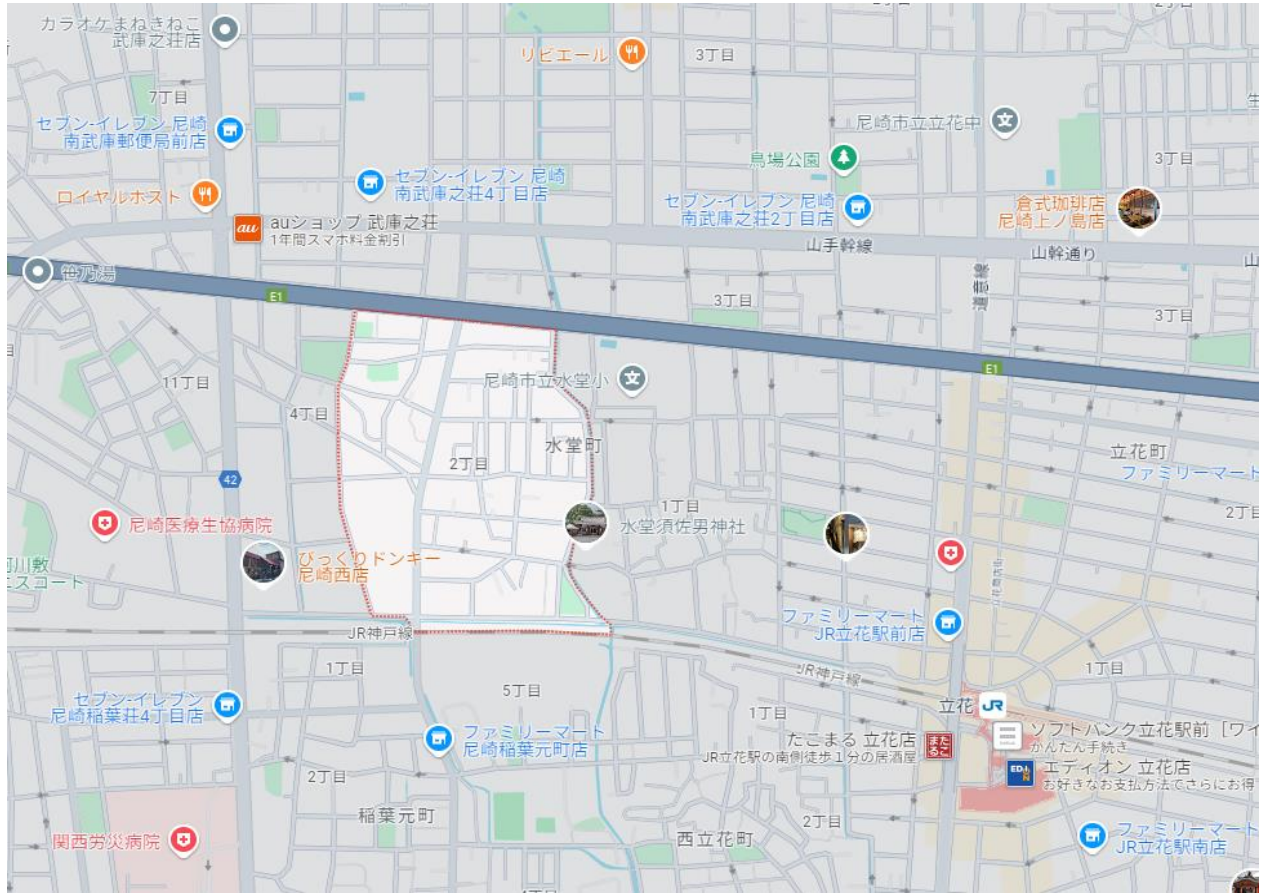 カラオケまねきねこ
武庫之荘店
リビエール
3丁目
7丁目
セブン-イレブン 尼崎
南武庫郵便局前店
尼崎市立立花中
鳥場公園
3丁目
セブン-イレブン 尼崎
南武庫之荘4丁目店
ロイヤルホスト
セブン-イレブン 尼崎
南武庫之荘2丁目店
倉式珈琲店
尼崎上ノ島店
au
auショップ 武庫之荘
1年間スマホ料金割引
山手幹線
山幹通り
笹乃湯
E1
道意線
3丁目
3丁目
E1
尼崎市立水堂小
11丁目
4丁目
水堂町
2丁目
立花町
ファミリーマート
42
1丁目
2丁目
尼崎医療生協病院
水堂須佐男神社
びっくりドンキー
尼崎西店
立花商店街
ファミリーマート
JR立花駅前店
JR神戸線
1丁目
JR神戸線
1丁目
5丁目
セブン-イレブン
尼崎稲葉荘4丁目店
立花
JR
1丁目
ファミリーマート
尼崎稲葉元町店
たこまる 立花店
JR立花駅の南側徒歩1分の居酒屋
たこ
まる
ソフトバンク立花駅前［ワイ
かんたん手続き
エディオン 立花店
お好きなお支払方法でさらにお得
2丁目
稲葉元町
2丁目
西立花町
関西労災病院
ファミリーマート
JR立花駅南店